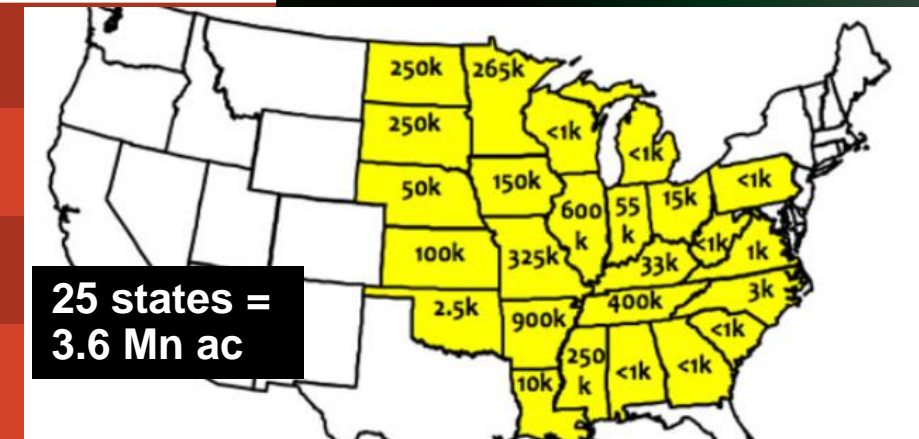 250k 265k
250k <1k <1k
50k 150k 600 k 55 k 15k <1k
100k 325k 33k <1k 1k
2.5k 900k 400k 3k
250 k <1k <1k <1k
10k
25 states =
3.6 Mn ac